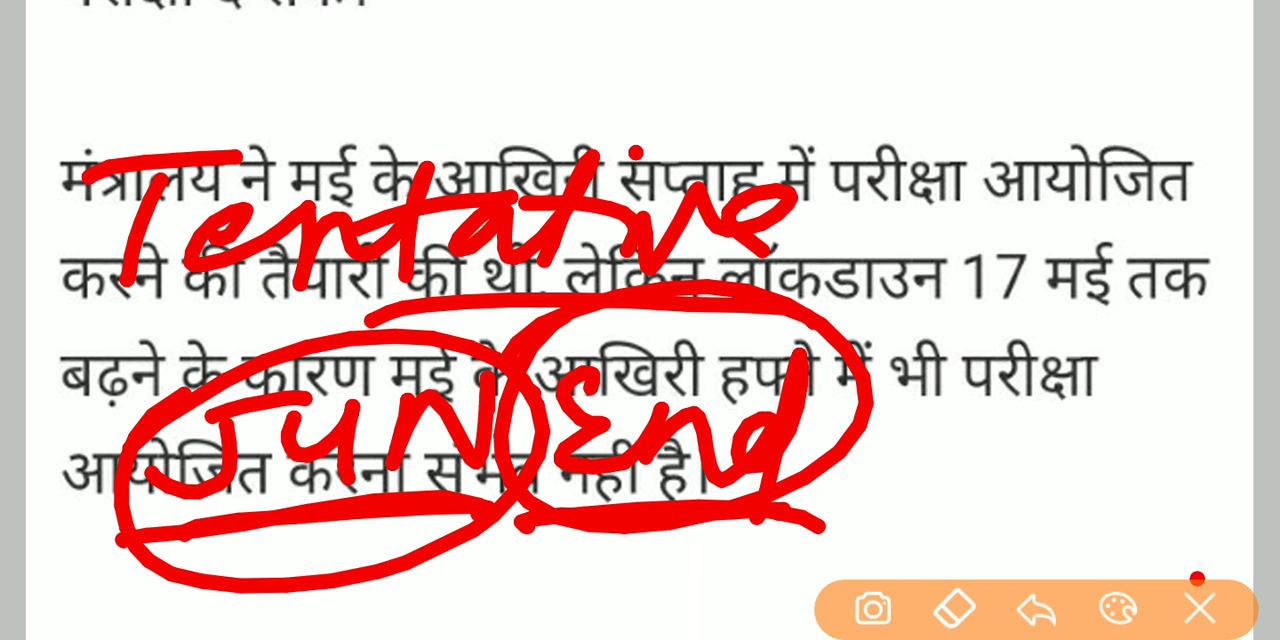 मंत्रालय ने मई के आखिरी संप्ताह में परीक्षा आयोजित
Tentative
करने की तैयारी की थी. लेकिन लॉकडाउन 17 मई तक
बढ़ने के कारण मई के आखिरी हफ्ते में भी परीक्षा
JUN End
आयोजित करना संभव नहीं है।